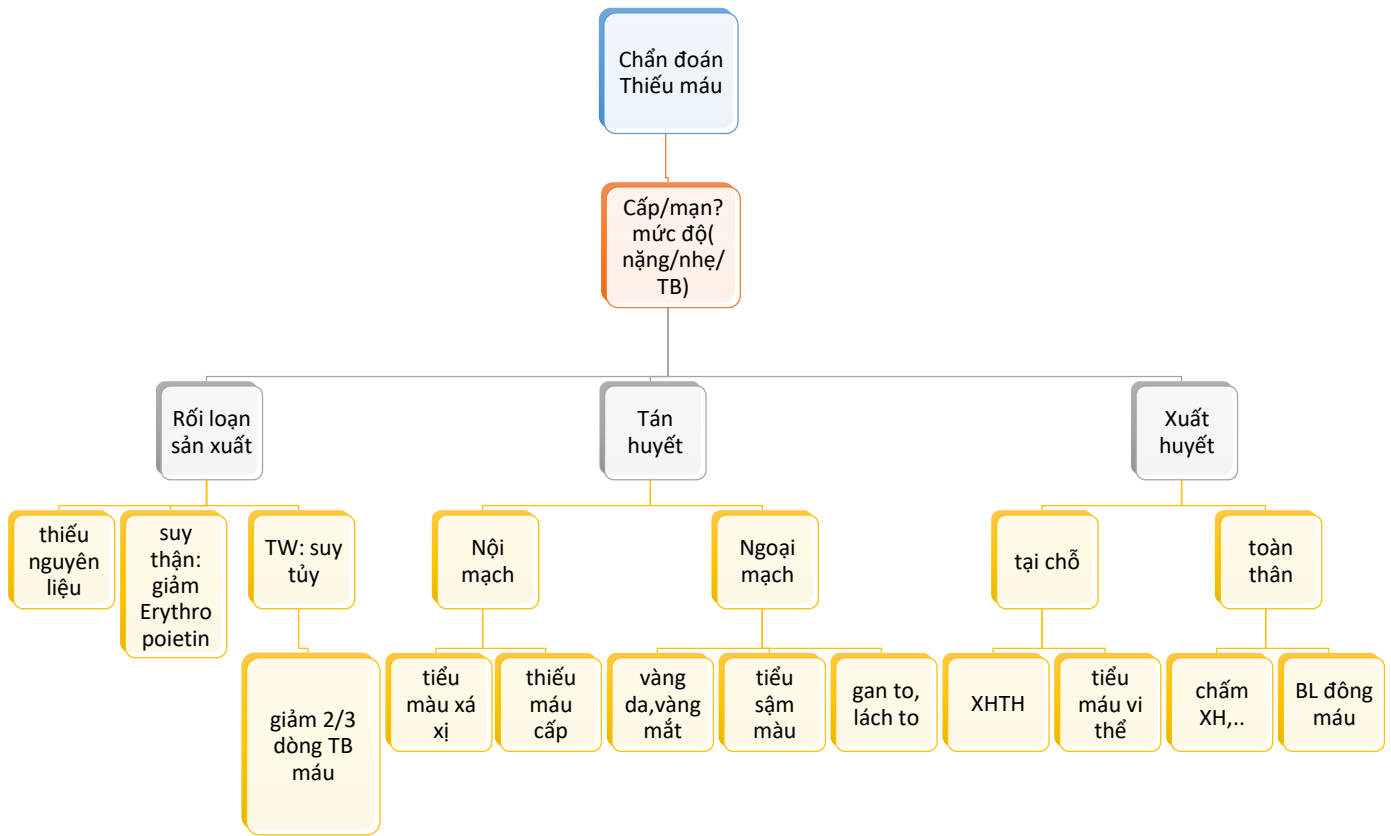 Chẩn đoán
Thiếu máu
Cấp/mạn?
mức độ(
nặng/nhẹ/
TB)
Rối loạn
sản xuất
Tán
huyết
Xuất
huyết
thiếu
nguyên
liệu
suy
thận:
giảm
Erythro
poietin
TW: suy
tủy
Nội
mạch
Ngoại
mạch
tại chỗ
toàn
thân
giảm 2/3
dòng TB
máu
tiểu
màu xá
xị
thiếu
máu
cấp
vàng
da,vàng
mắt
tiểu
sậm
màu
gan to,
lách to
XHTH
tiểu
máu vi
thể
chấm
XH,..
BL đông
máu